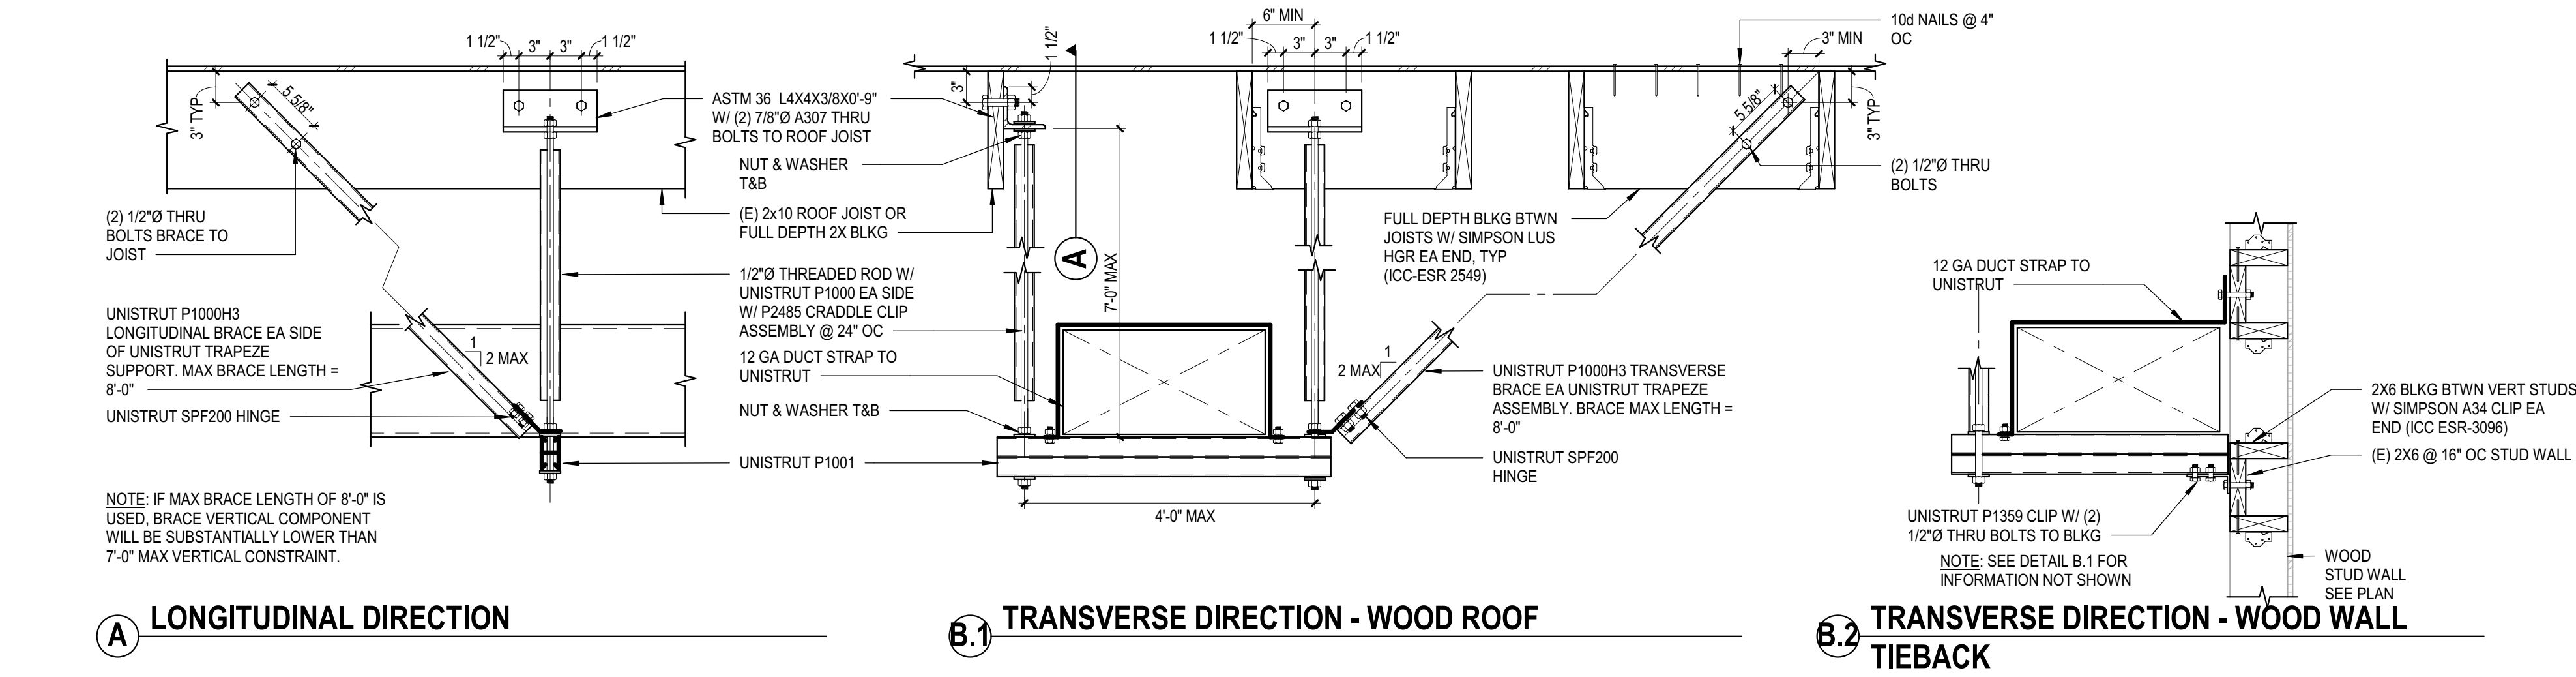 1 1/2"
3"
3"
1 1/2"
3" TYP
5 5/8"
(2) 1/2"Ø THRU
BOLTS BRACE TO
JOIST
UNISTRUT P1000H3
LONGITUDINAL BRACE EA SIDE
OF UNISTRUT TRAPEZE
SUPPORT. MAX BRACE LENGTH =
8'-0"
UNISTRUT SPF200 HINGE
1
2 MAX
NOTE: IF MAX BRACE LENGTH OF 8'-0" IS
USED, BRACE VERTICAL COMPONENT
WILL BE SUBSTANTIALLY LOWER THAN
7'-0" MAX VERTICAL CONSTRAINT.
A
LONGITUDINAL DIRECTION
ASTM 36  L4X4X3/8X0'-9"
W/ (2) 7/8"Ø A307 THRU
BOLTS TO ROOF JOIST
NUT & WASHER
T&B
(E) 2x10 ROOF JOIST OR
FULL DEPTH 2X BLKG
1/2"Ø THREADED ROD W/
UNISTRUT P1000 EA SIDE
W/ P2485 CRADDLE CLIP
ASSEMBLY @ 24" OC
12 GA DUCT STRAP TO
UNISTRUT
NUT & WASHER T&B
UNISTRUT P1001
3"
1 1/2"
A
7'-0" MAX
6" MIN
1 1/2"
3"
3"
1 1/2"
4'-0" MAX
10d NAILS @ 4"
OC
3" MIN
5 5/8"
3" TYP
(2) 1/2"Ø THRU
BOLTS
FULL DEPTH BLKG BTWN
JOISTS W/ SIMPSON LUS
HGR EA END, TYP
(ICC-ESR 2549)
1
2 MAX
UNISTRUT P1000H3 TRANSVERSE
BRACE EA UNISTRUT TRAPEZE
ASSEMBLY. BRACE MAX LENGTH =
8'-0"
UNISTRUT SPF200
HINGE
B.1
TRANSVERSE DIRECTION - WOOD ROOF
12 GA DUCT STRAP TO
UNISTRUT
2X6 BLKG BTWN VERT STUDS
W/ SIMPSON A34 CLIP EA
END (ICC ESR-3096)
(E) 2X6 @ 16" OC STUD WALL
UNISTRUT P1359 CLIP W/ (2)
1/2"Ø THRU BOLTS TO BLKG
NOTE: SEE DETAIL B.1 FOR
INFORMATION NOT SHOWN
WOOD
STUD WALL
SEE PLAN
B.2
TRANSVERSE DIRECTION - WOOD WALL
TIEBACK